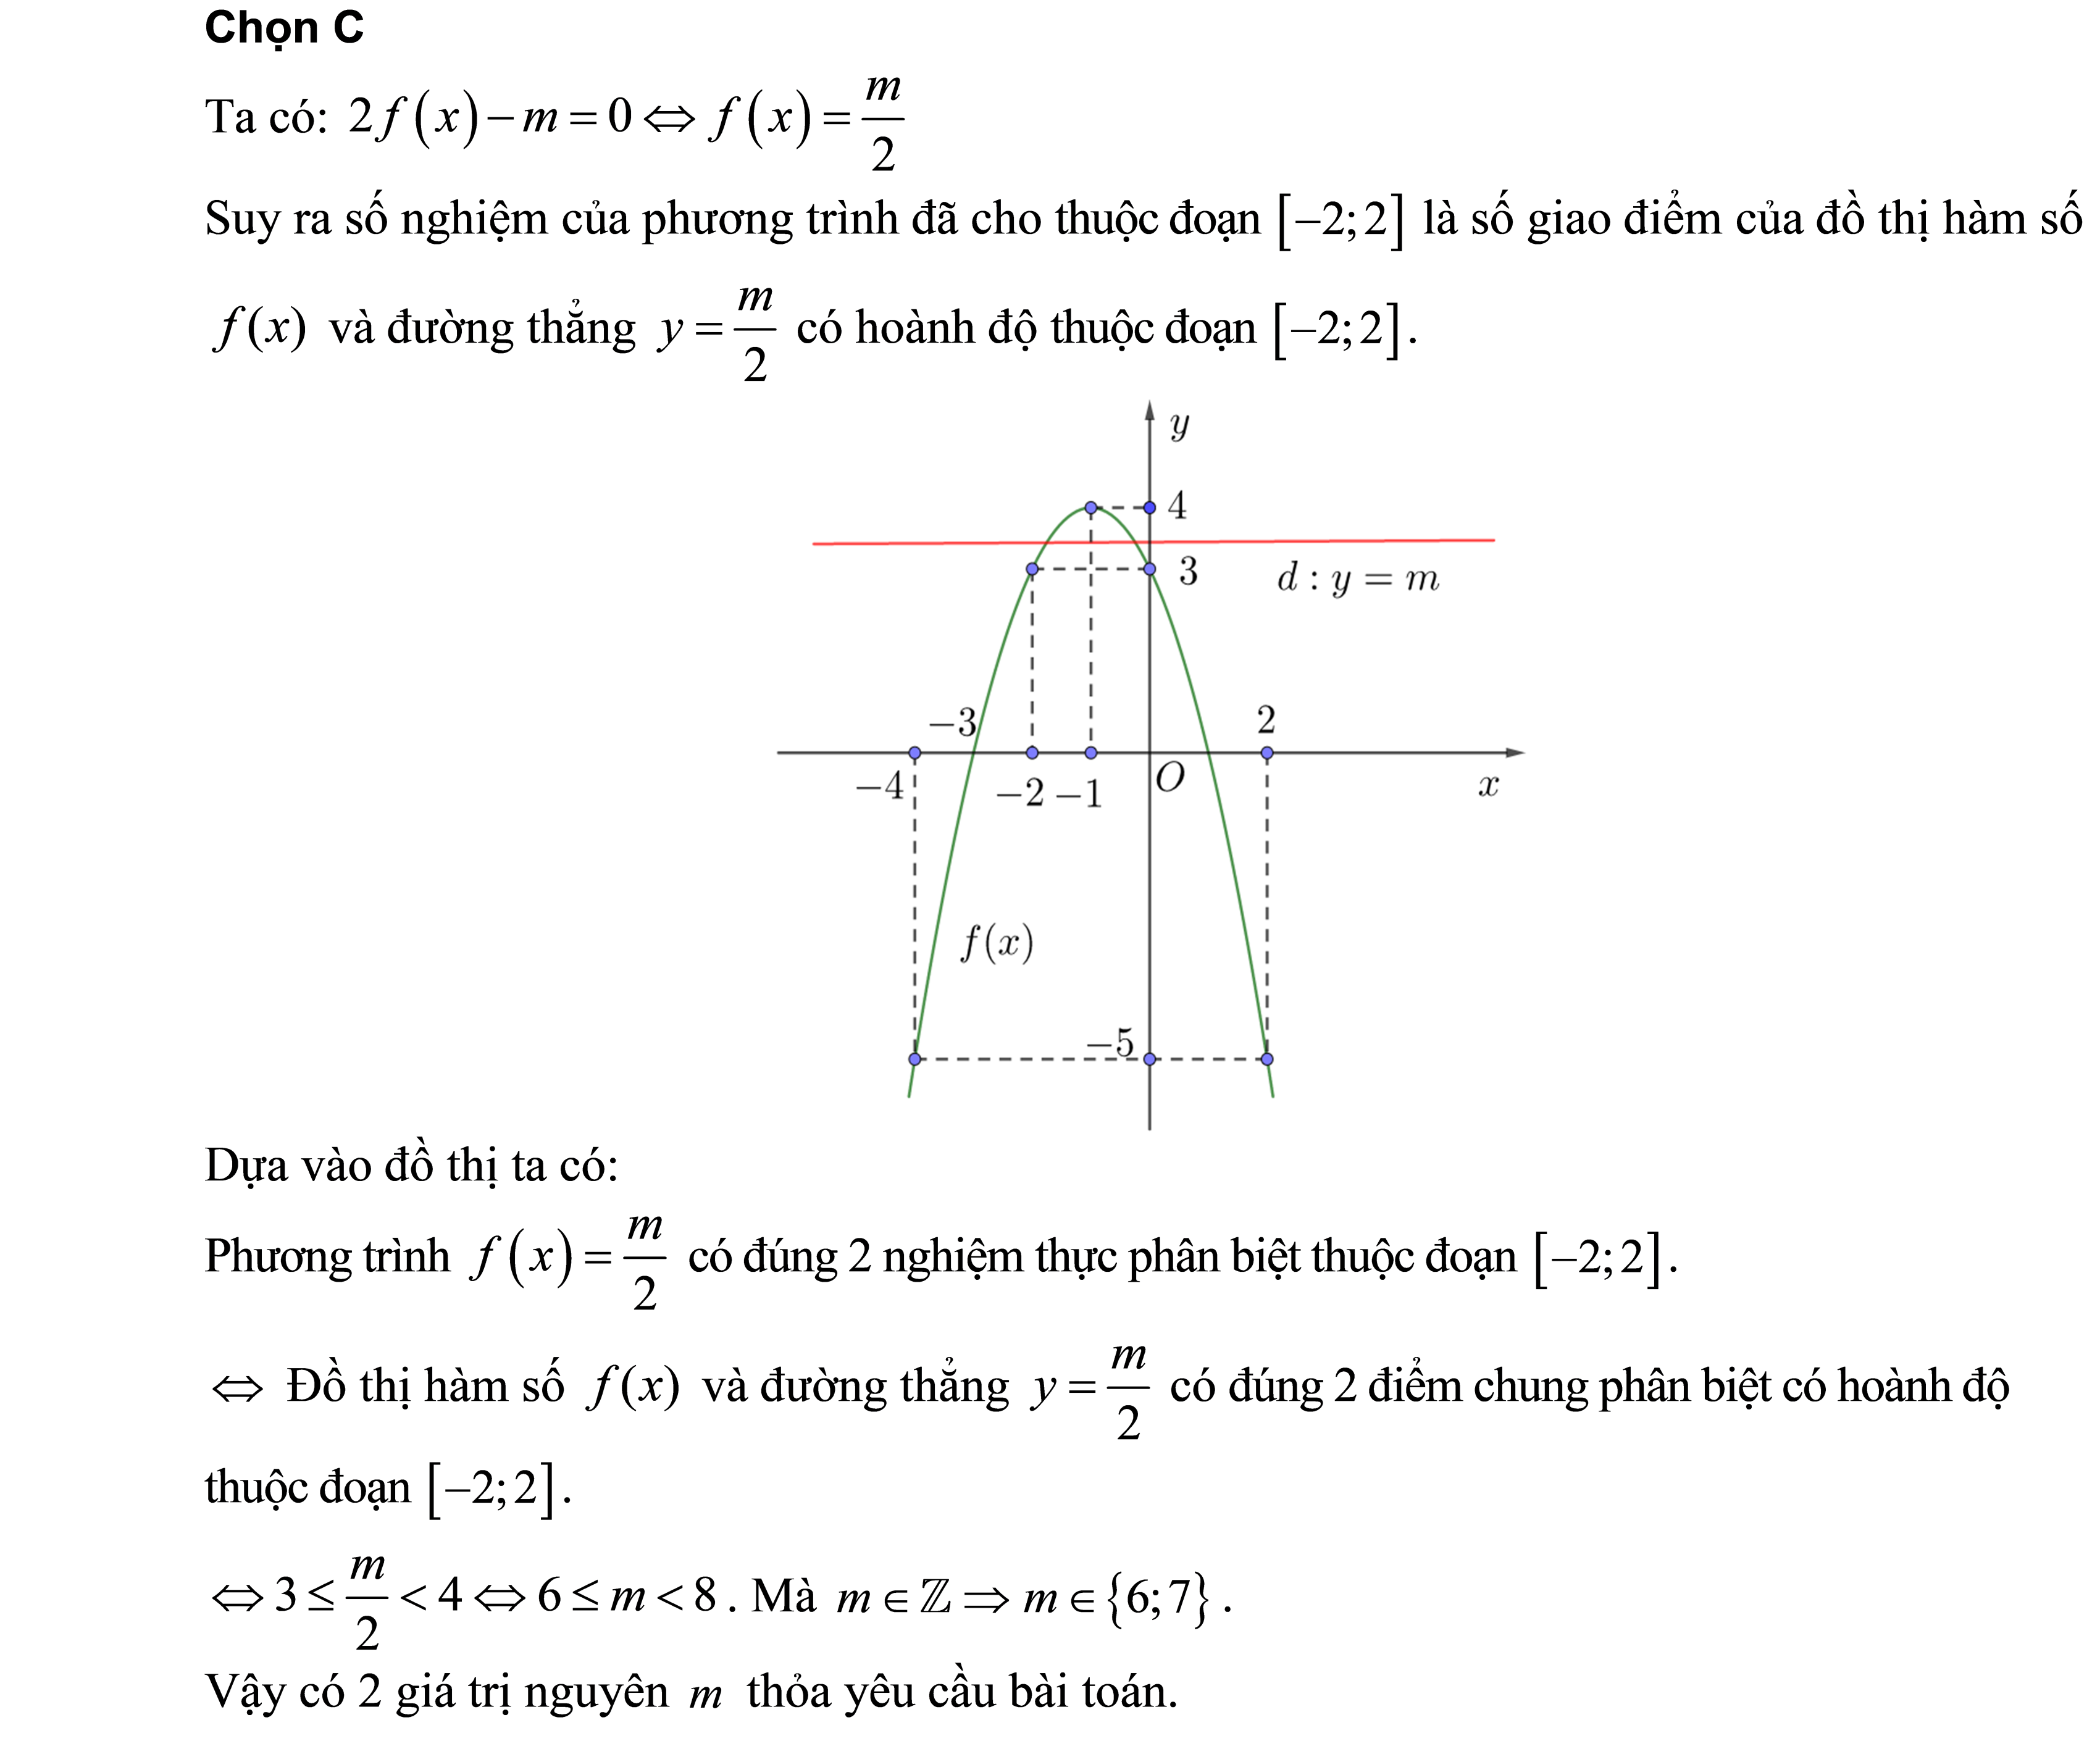 Chọn C
Ta có: 2f(x)−m=0⇔f(x)=m/2
Suy ra số nghiệm của phương trình đã cho thuộc đoạn [−2;2] là số giao điểm của đồ thị hàm số
f(x) và đường thẳng y=m/2 có hoành độ thuộc đoạn [−2;2].
y
4
3
d : y = m
−3
2
−4
−2
−1
O
x
f(x)
−5
Dựa vào đồ thị ta có:
Phương trình f(x)=m/2 có đúng 2 nghiệm thực phân biệt thuộc đoạn [−2;2].
⇔ Đồ thị hàm số f(x) và đường thẳng y=m/2 có đúng 2 điểm chung phân biệt có hoành độ
thuộc đoạn [−2;2].
⇔3≤m/2<4⇔6≤m<8. Mà m∈ℤ⇒m∈{6;7}.
Vậy có 2 giá trị nguyên m thỏa yêu cầu bài toán.